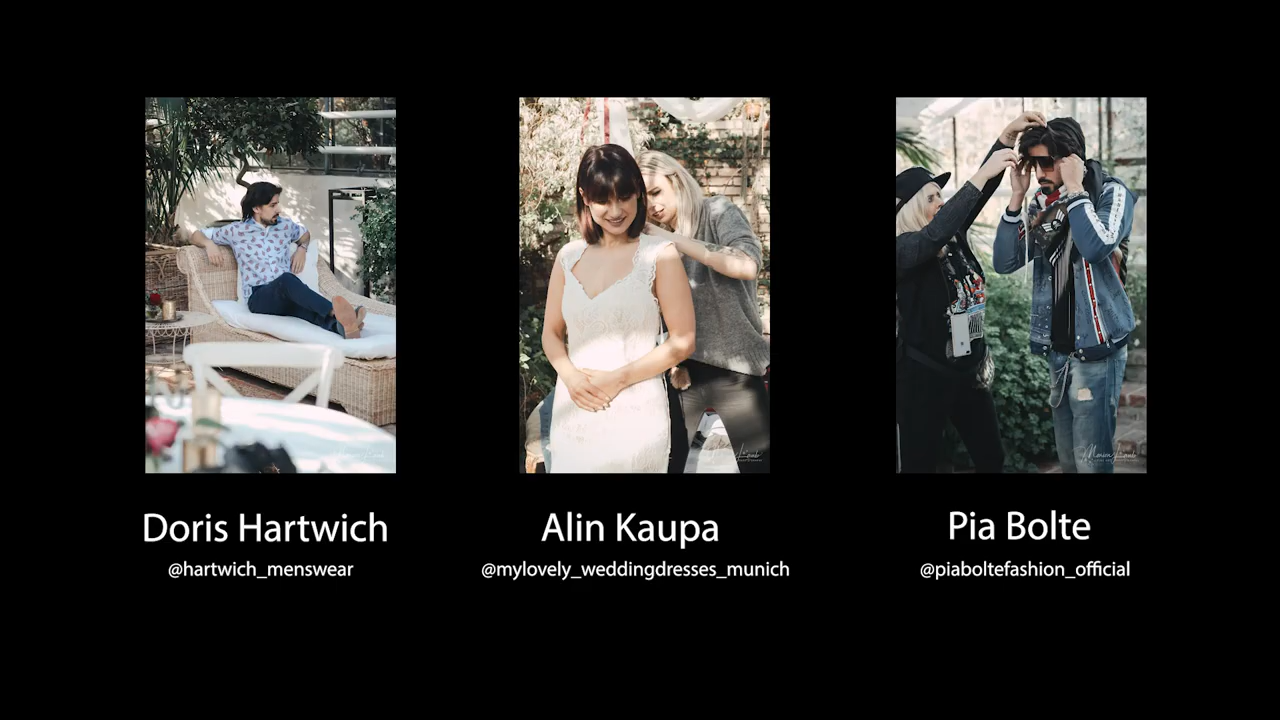 Doris Hartwich
@hartwich_menswear
Alin Kaupa
@mylovely_weddingdresses_munich
Pia Bolte
@piaboltefashion_official